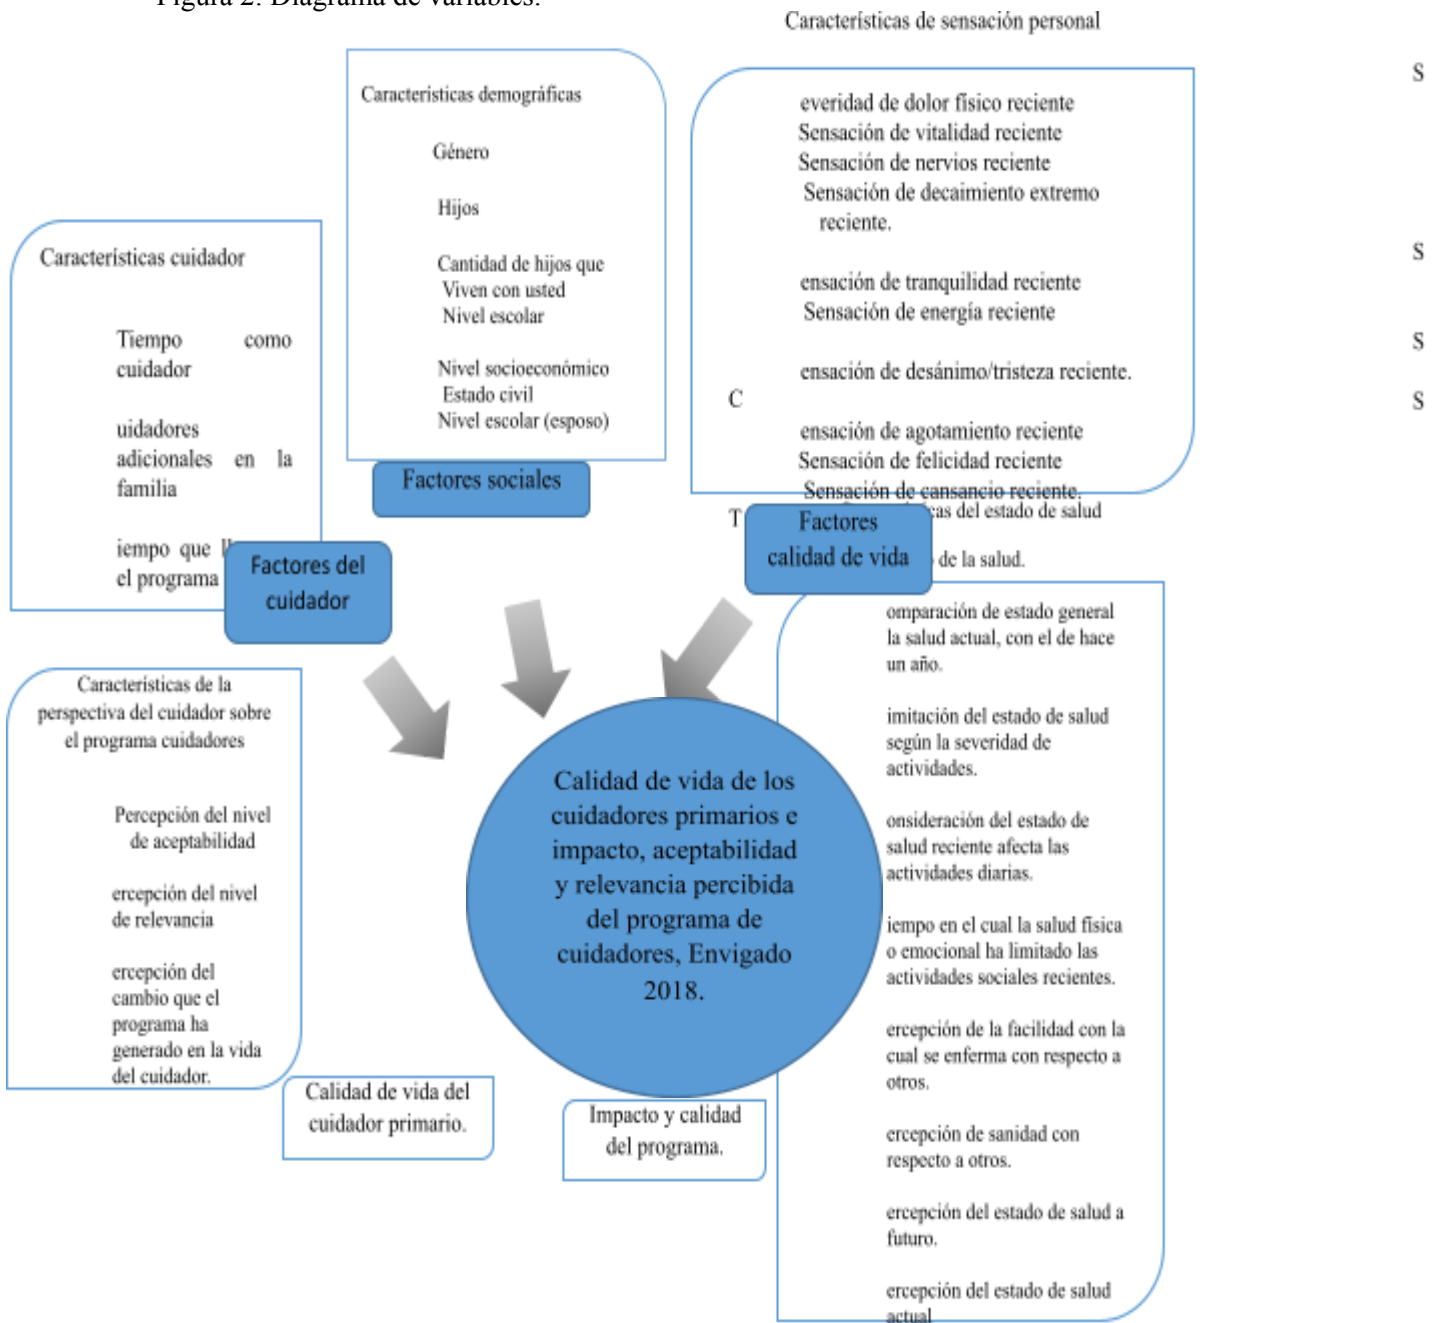 Figura 2. Diagrama de variables.
Características de sensación personal
S
everidad de dolor físico reciente
Sensación de vitalidad reciente
Sensación de nervios reciente
Sensación de decaimiento extremo
reciente.
S
ensación de tranquilidad reciente
Sensación de energía reciente
S
ensación de desánimo/tristeza reciente.
S
ensación de agotamiento reciente
Sensación de felicidad reciente
Sensación de cansancio reciente.
Características demográficas
Género
Hijos
Cantidad de hijos que
Viven con usted
Nivel escolar
Nivel socioeconómico
Estado civil
Nivel escolar (esposo)
Factores sociales
Características cuidador
Tiempo como
cuidador
C
uidadores
adicionales en la
familia
T
iempo que
el programa
Factores del
cuidador
Factores
calidad de vida
cas del estado de salud
de la salud.
omparación de estado general
la salud actual, con el de hace
un año.
imitación del estado de salud
según la severidad de
actividades.
onsideración del estado de
salud reciente afecta las
actividades diarias.
iempo en el cual la salud física
o emocional ha limitado las
actividades sociales recientes.
ercepción de la facilidad con la
cual se enferma con respecto a
otros.
ercepción de sanidad con
respecto a otros.
ercepción del estado de salud a
futuro.
ercepción del estado de salud
actual
Características de la
perspectiva del cuidador sobre
el programa cuidadores
Percepción del nivel
de aceptabilidad
ercepción del nivel
de relevancia
ercepción del
cambio que el
programa ha
generado en la vida
del cuidador.
Calidad de vida de los
cuidadores primarios e
impacto, aceptabilidad
y relevancia percibida
del programa de
cuidadores, Envigado
2018.
Calidad de vida del
cuidador primario.
Impacto y calidad
del programa.